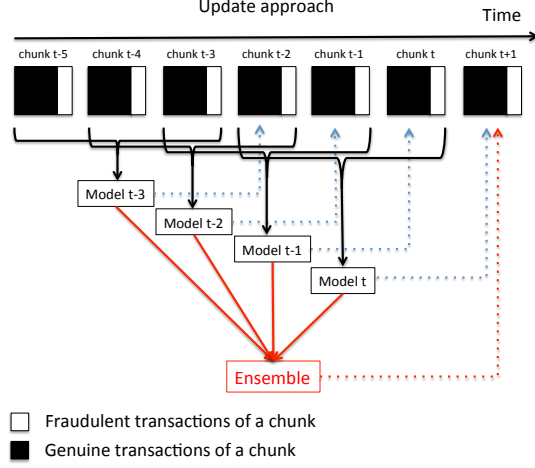 Update approach
Time
chunk t-5
chunk t-4
chunk t-3
chunk t-2
chunk t-1
chunk t
chunk t+1
Model t-3
Model t-2
Model t-1
Model t
Ensemble
Fraudulent transactions of a chunk
Genuine transactions of a chunk